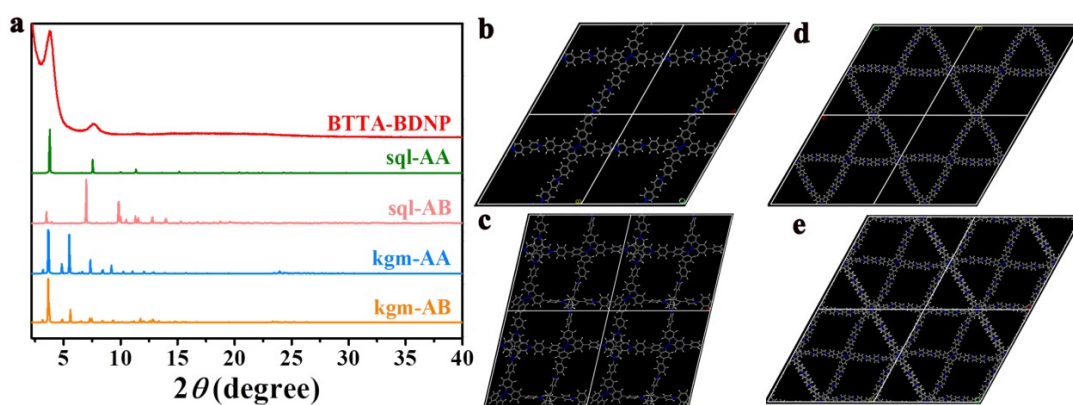 a
BTTA-BDNP
sql-AA
sql-AB
kgm-AA
kgm-AB
5 10 15 20 25 30 35 40
2θ (degree)
b
c
d
e